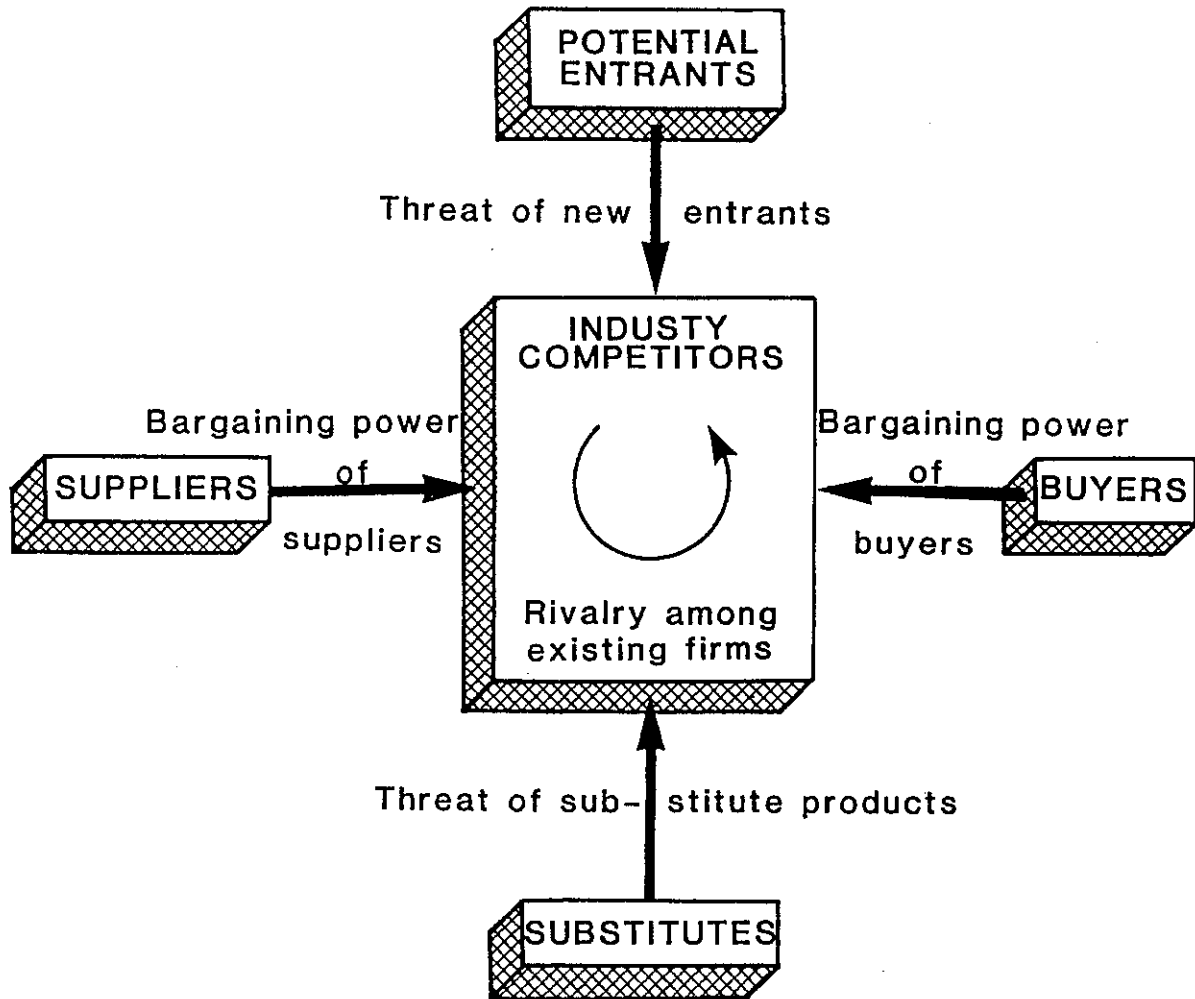 POTENTIAL
ENTRANTS
Threat of new entrants
INDUSTY
COMPETITORS
Bargaining power
of
suppliers
SUPPLIERS
Bargaining power
of
buyers
BUYERS
Rivalry among
existing firms
Threat of sub-stitute products
SUBSTITUTES